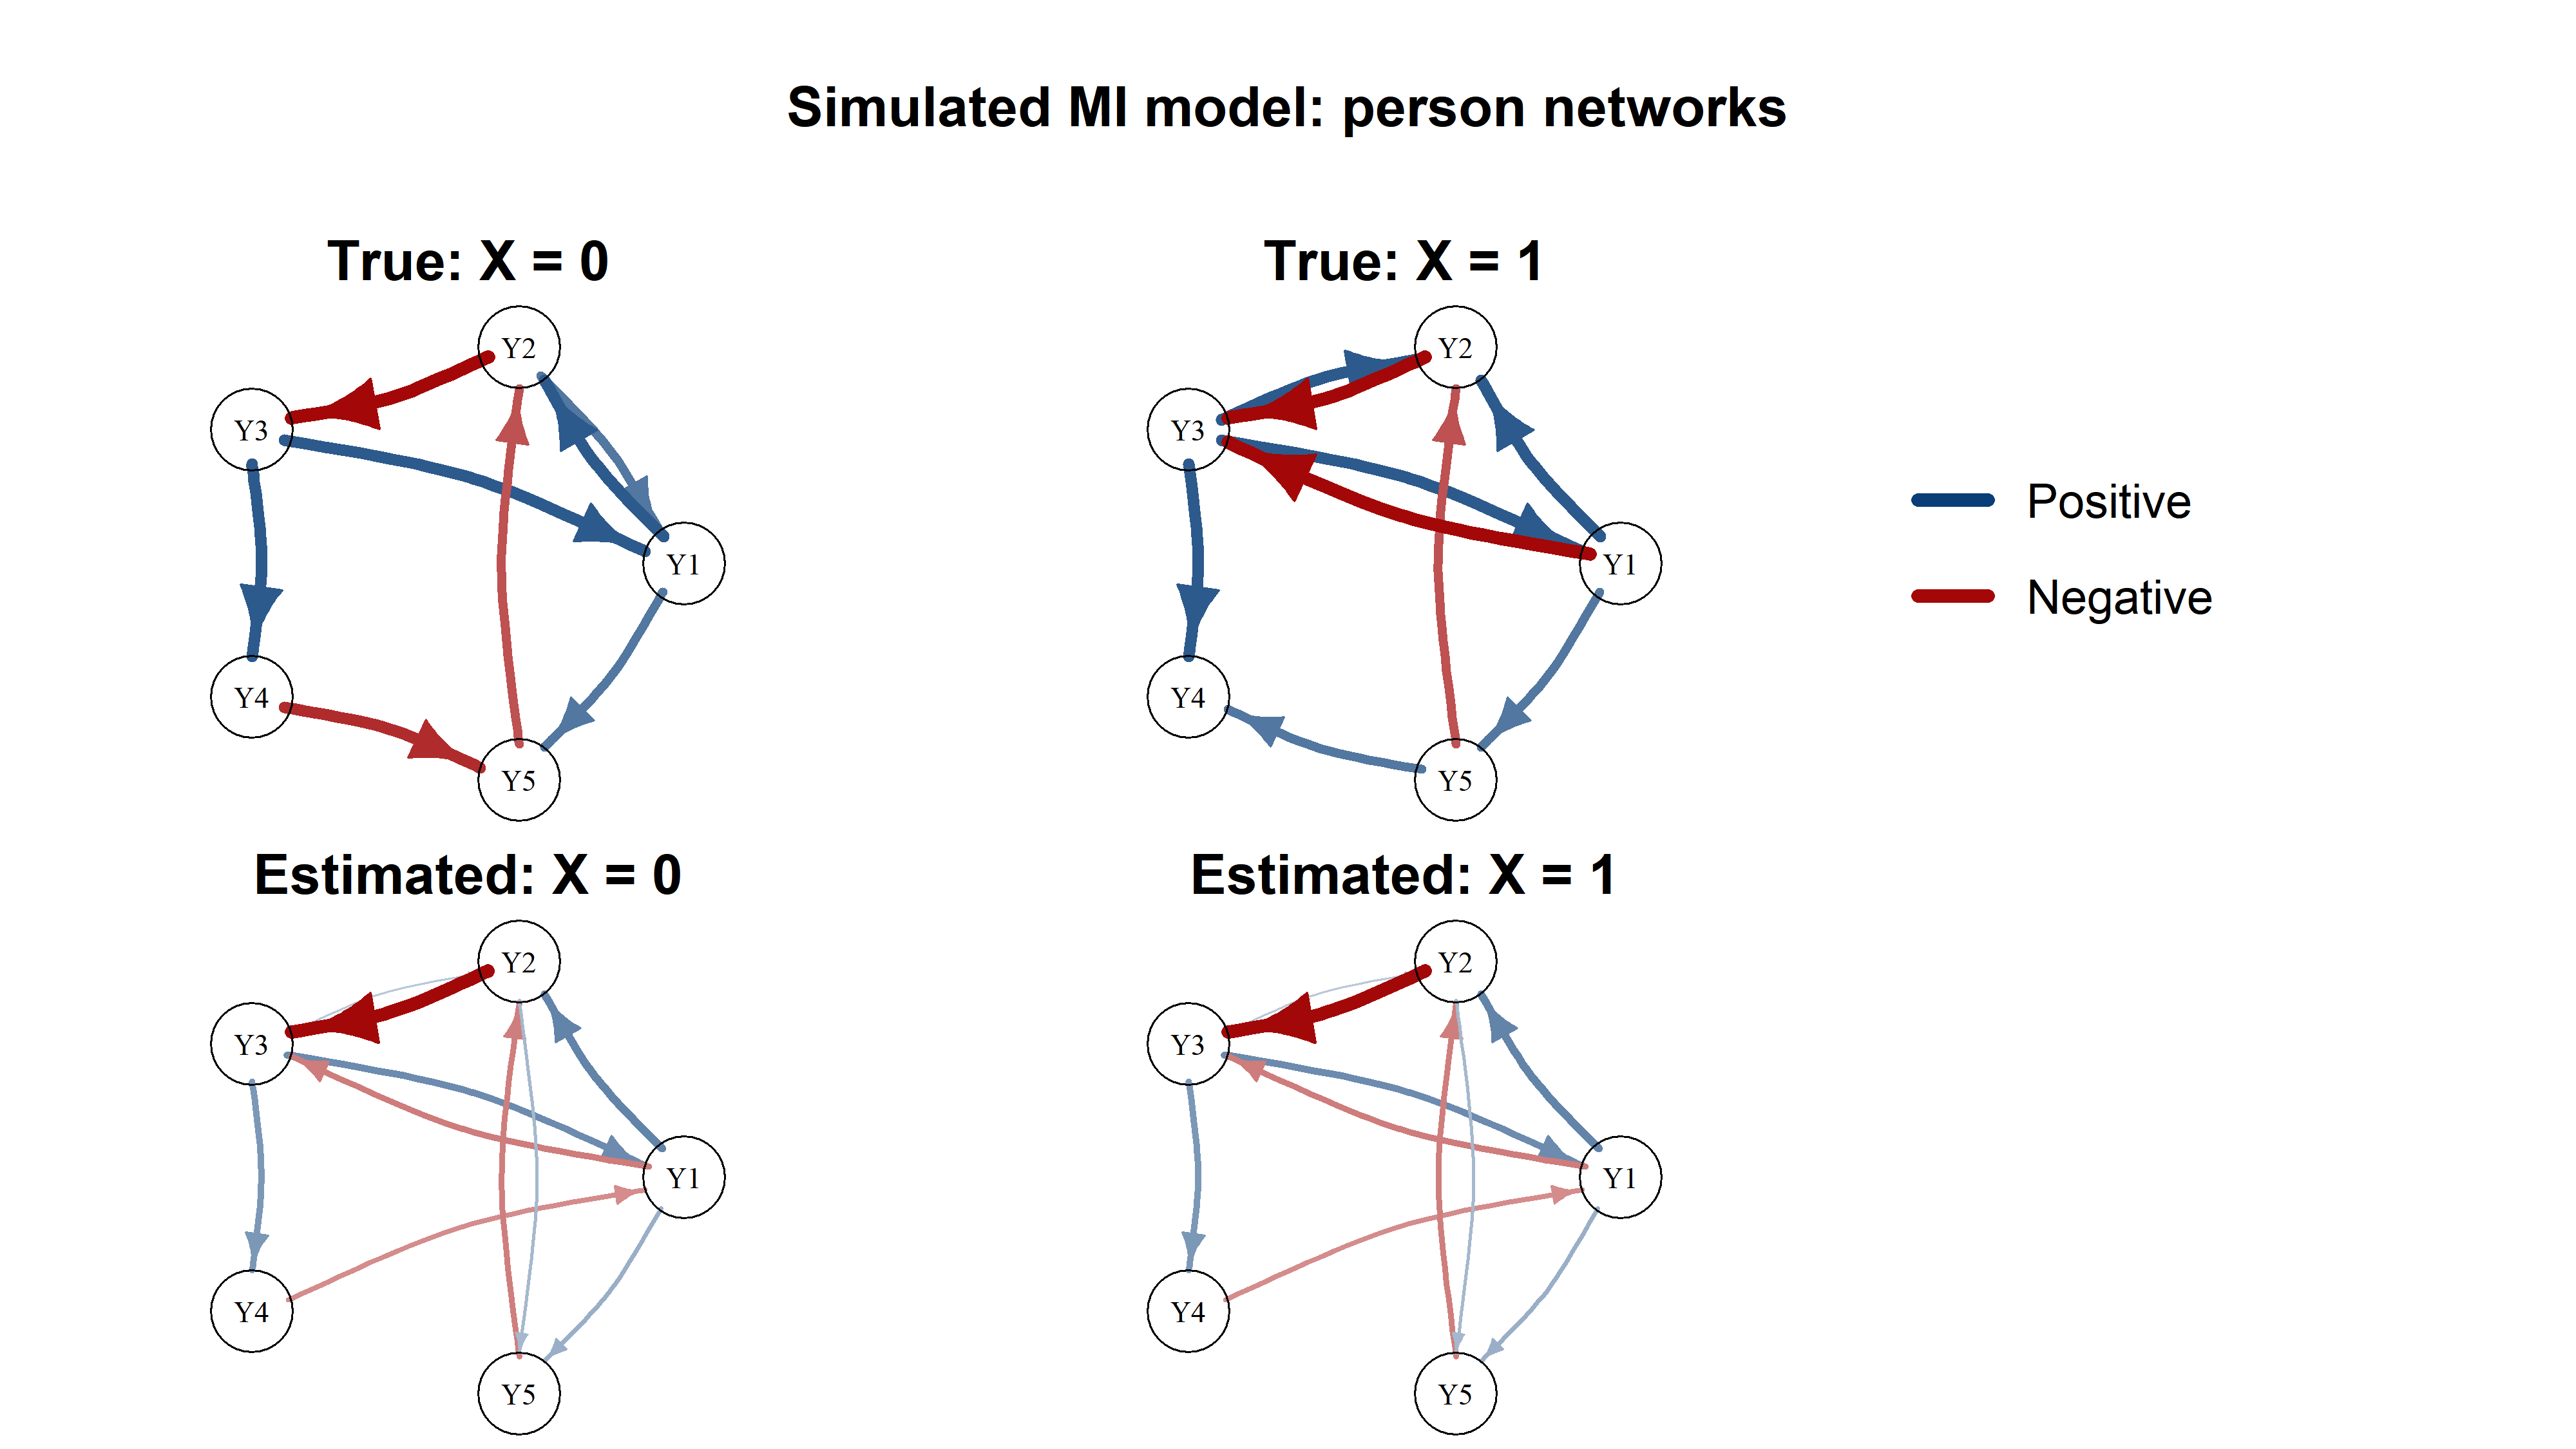 Simulated MI model: person networks
True: X = 0
Y2
Y3
Y1
Y4
Y5
True: X = 1
Y2
Y3
Y1
Y4
Y5
Positive
Negative
Estimated: X = 0
Y2
Y3
Y1
Y4
Y5
Estimated: X = 1
Y2
Y3
Y1
Y4
Y5